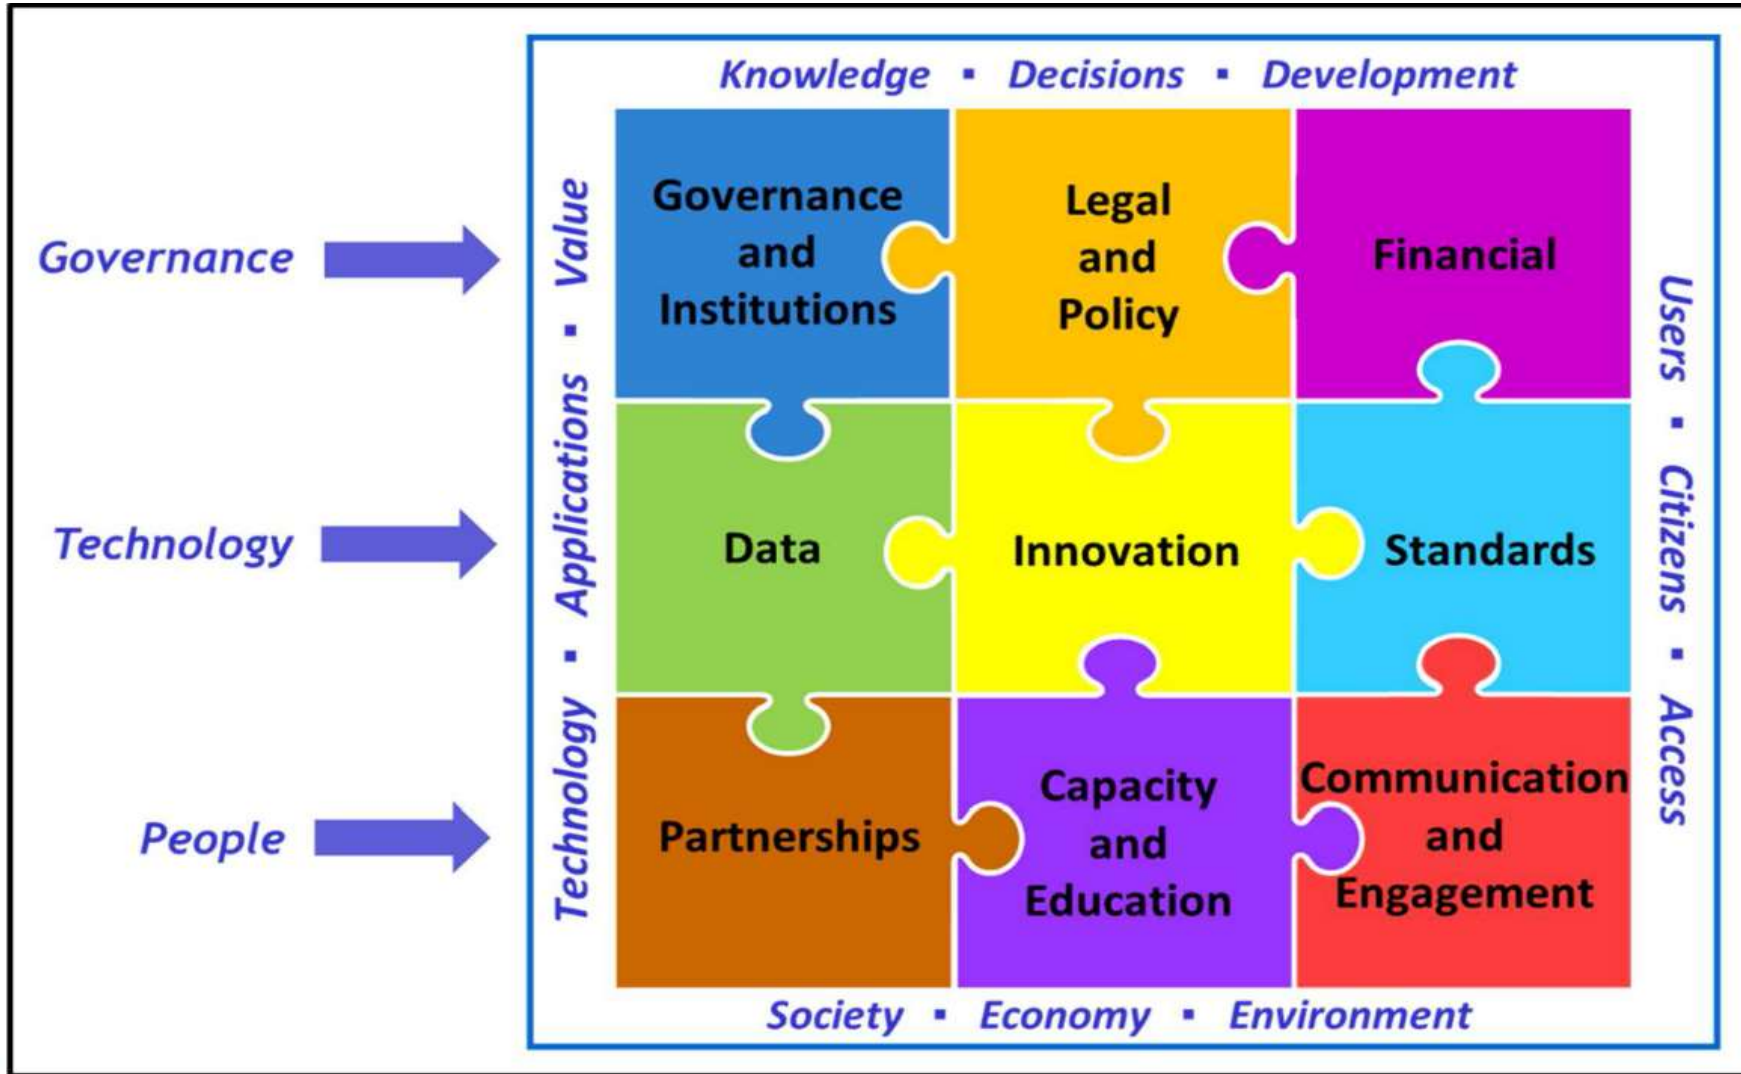 Knowledge ▪ Decisions ▪ Development
Governance
Technology
People
Technology ▪ Applications ▪ Value
Governance
and
Institutions
Legal
and
Policy
Financial
Data
Innovation
Standards
Partnerships
Capacity
and
Education
Communication
and
Engagement
Users ▪ Citizens ▪ Access
Society ▪ Economy ▪ Environment